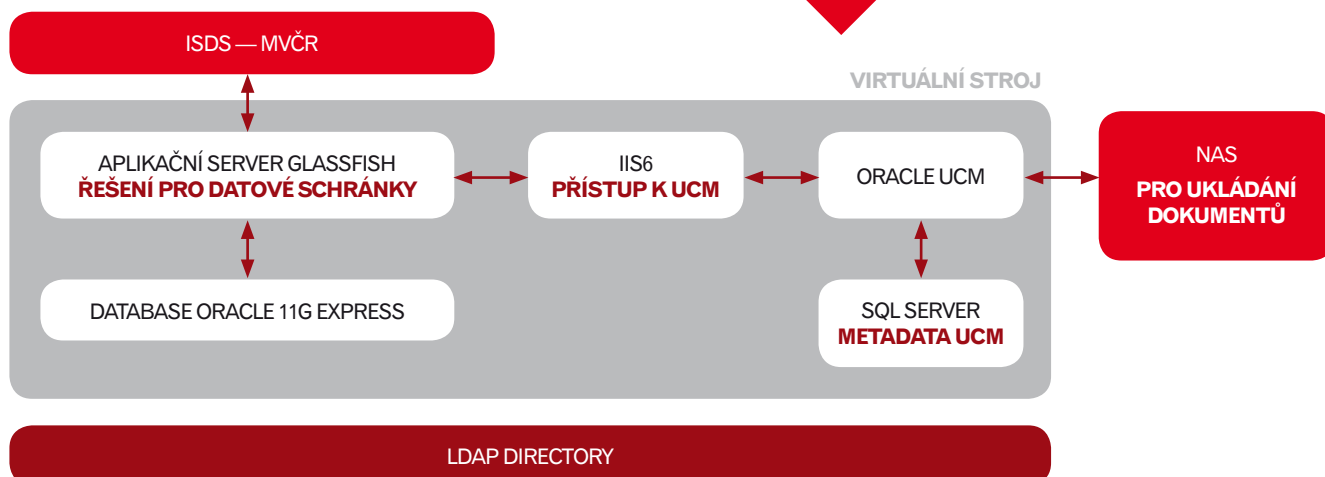 ISDS — MVČR
VIRTUÁLNÍ STROJ
APLIKAČNÍ SERVER GLASSFISH
ŘEŠENÍ PRO DATOVÉ SCHRÁNKY
IIS6
PŘÍSTUP K UCM
ORACLE UCM
NAS
PRO UKLÁDÁNÍ
DOKUMENTŮ
DATABASE ORACLE 11G EXPRESS
SQL SERVER
METADATA UCM
LDAP DIRECTORY